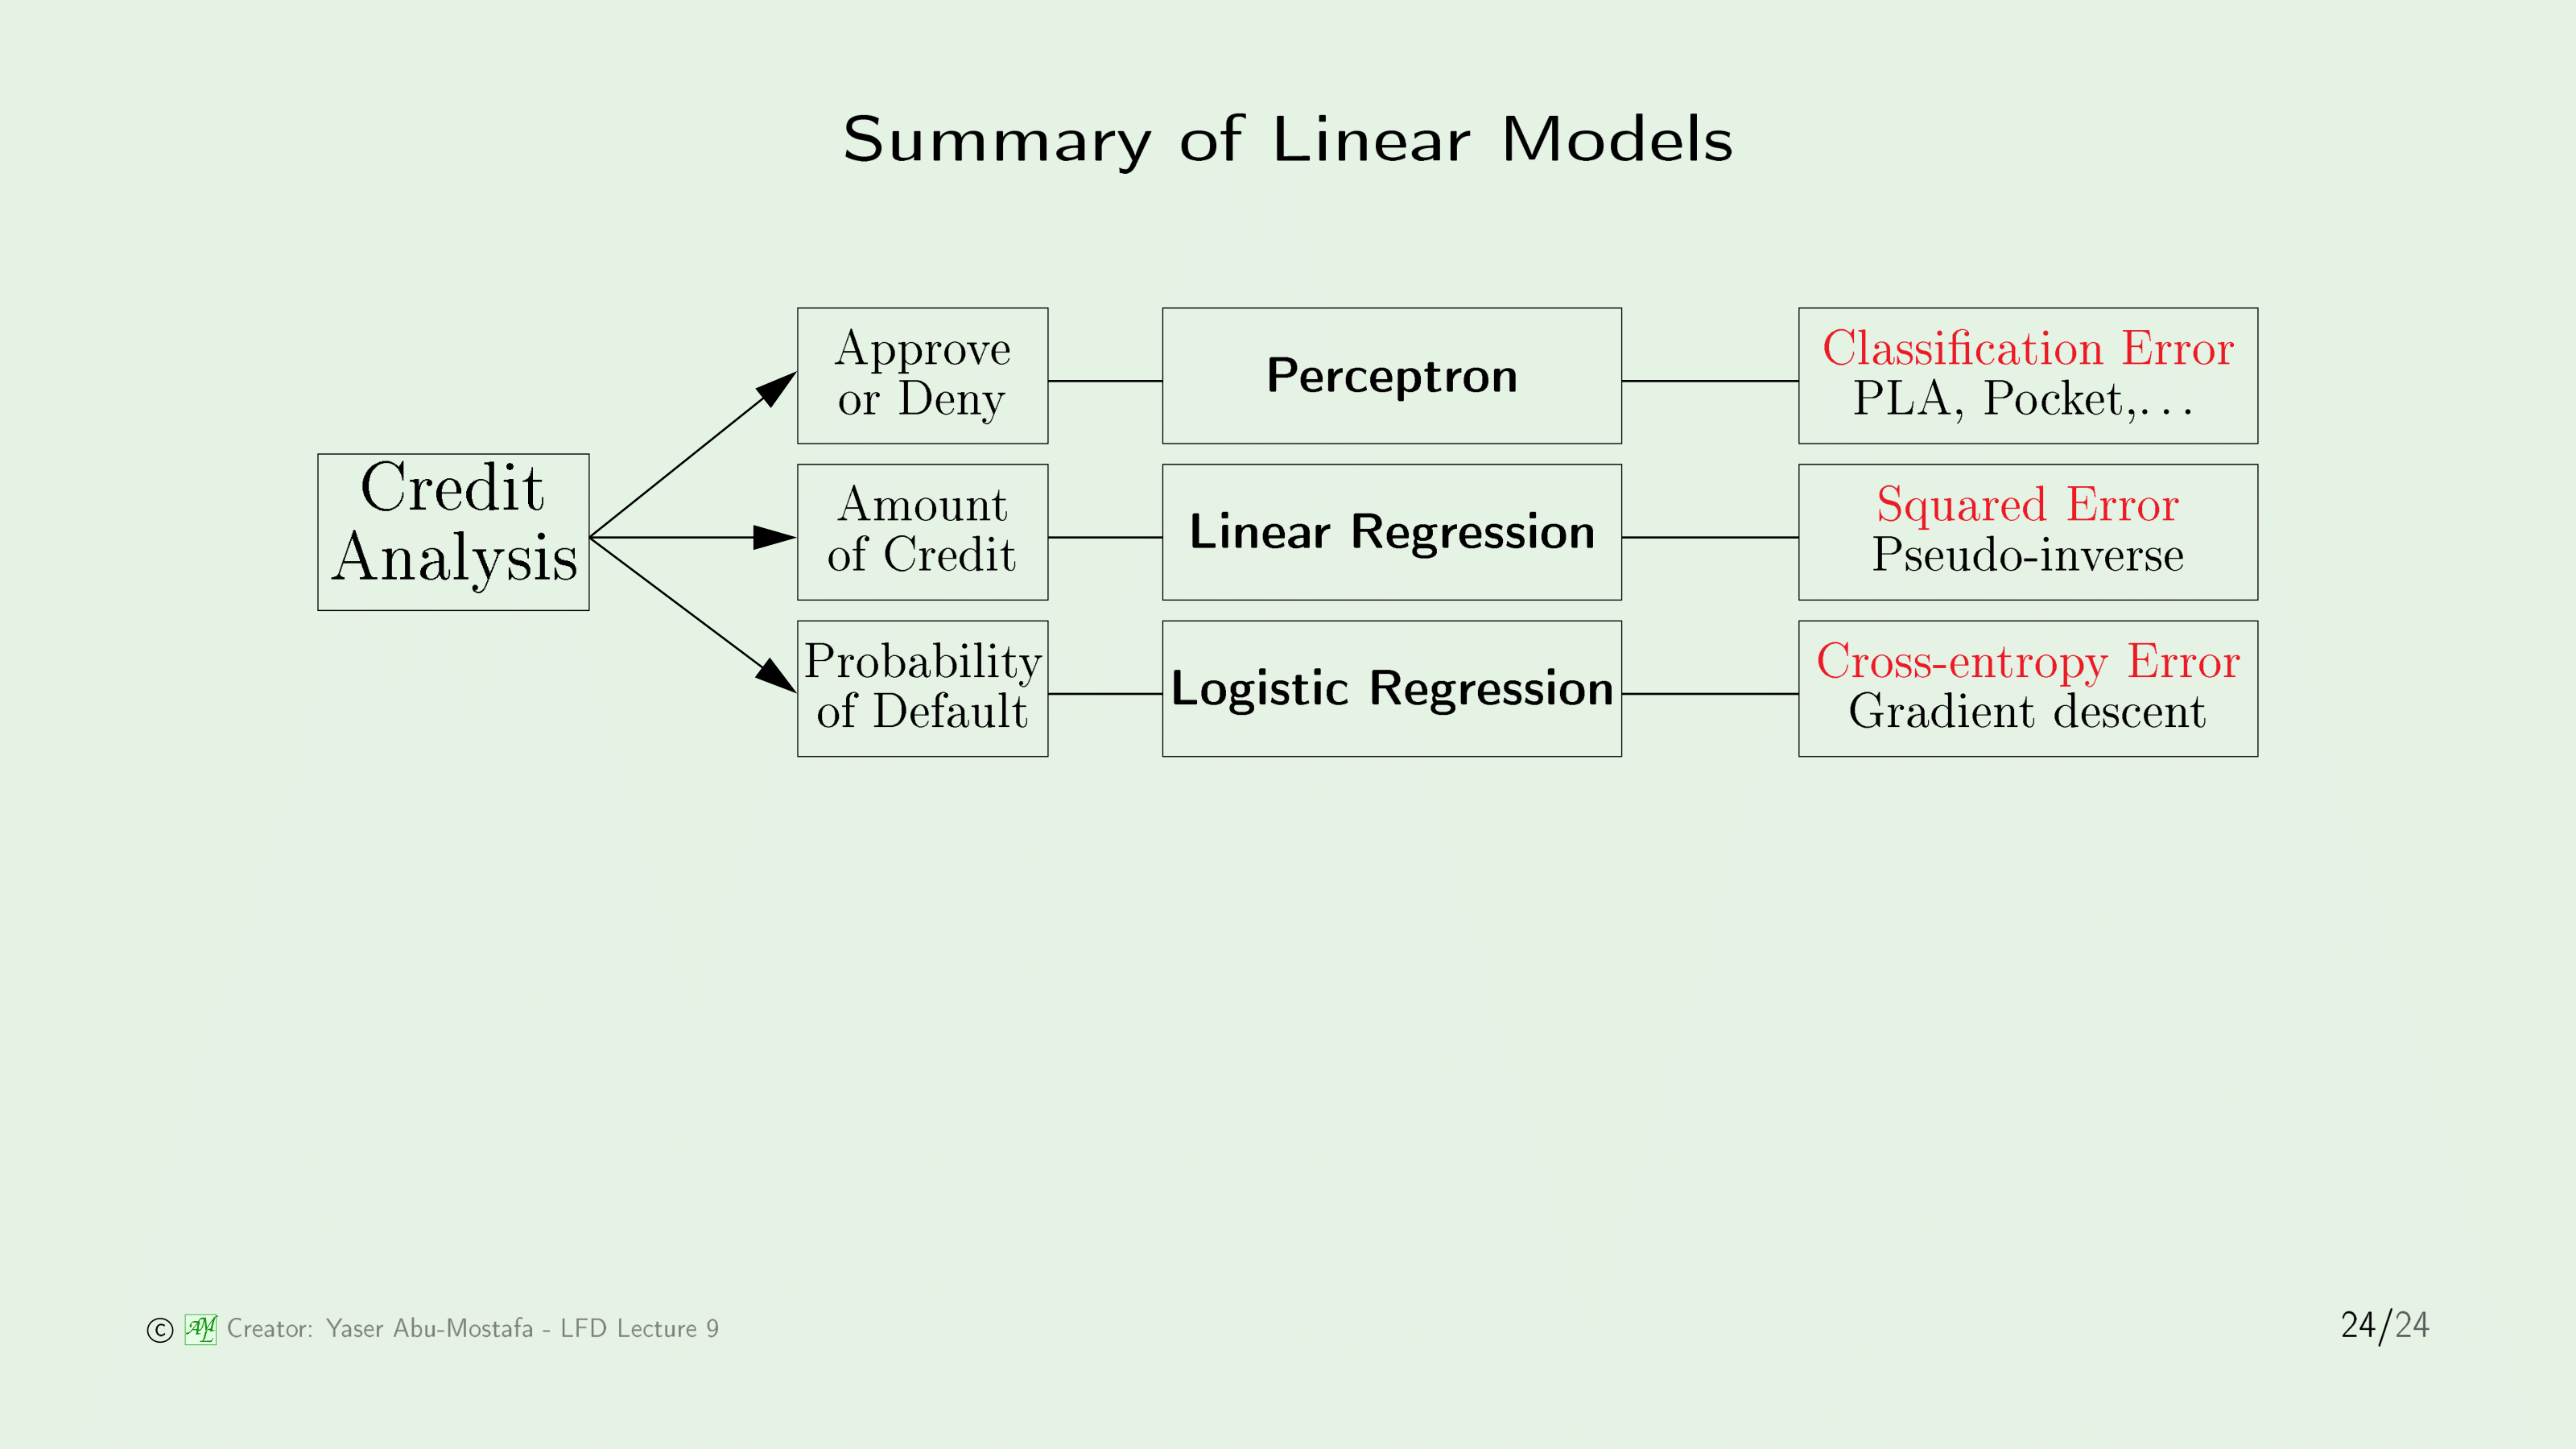 Summary of Linear Models
Credit
Analysis
Approve
or Deny
Perceptron
Classification Error
PLA, Pocket,...
Amount
of Credit
Linear Regression
Squared Error
Pseudo-inverse
Probability
of Default
Logistic Regression
Cross-entropy Error
Gradient descent
© AML Creator: Yaser Abu-Mostafa - LFD Lecture 9
24/24